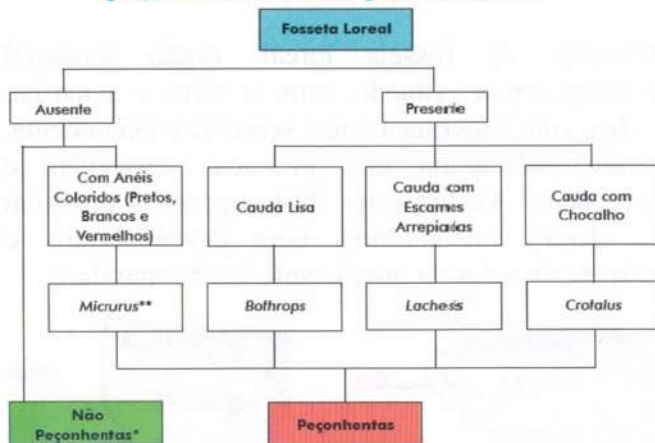 Fosseta Loreal
Ausente
Presente
Com Anéis
Coloridos (Pretos,
Brancos e
Vermelhos)
Cauda Lisa
Cauda com
Escamas
Arrepiadas
Cauda com
Chocalho
Micrurus**
Bothrops
Lachesis
Crotalus
Não
Peçonhentas*
Peçonhentas